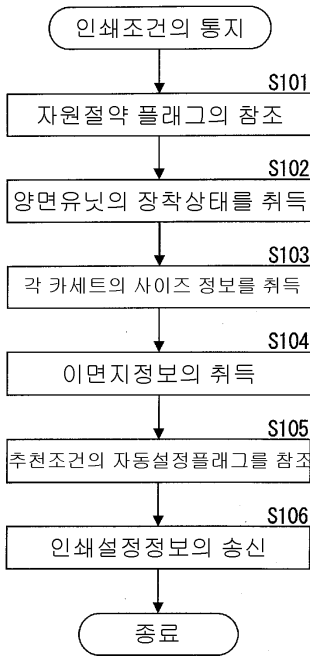 인쇄조건의 통지
S101
자원절약 플래그의 참조
S102
양면유닛의 장착상태를 취득
S103
각 카세트의 사이즈 정보를 취득
S104
이면지정보의 취득
S105
추천조건의 자동설정플래그를 참조
S106
인쇄설정정보의 송신
종료